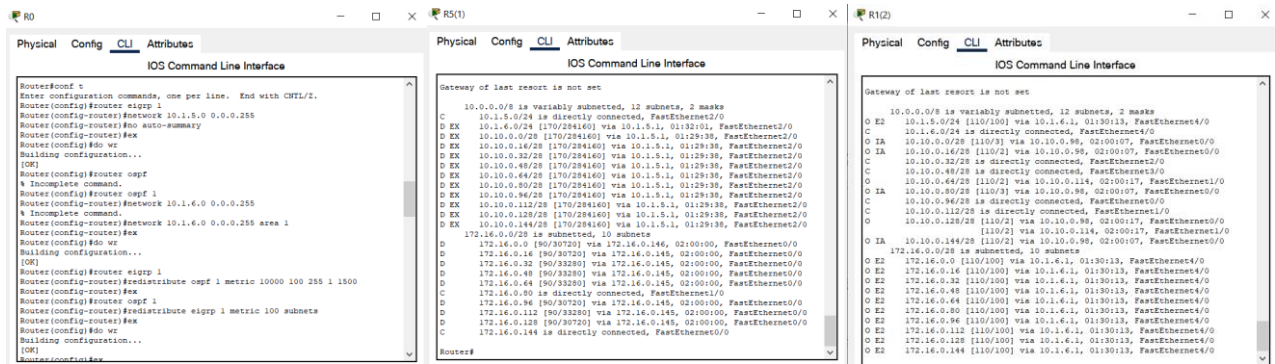 R0
Physical Config CLI Attributes
IOS Command Line Interface
Router#conf t
Enter configuration commands, one per line. End with CNTL/Z.
Router(config)#router eigrp 1
Router(config-router)#network 10.1.5.0 0.0.0.255
Router(config-router)#no auto-summary
Router(config-router)#ex
Router(config)#do wr
Building configuration...
[OK]
Router(config)#router ospf
% Incomplete command.
Router(config)#router ospf 1
Router(config-router)#network 10.1.6.0 0.0.0.255
% Incomplete command.
Router(config-router)#network 10.1.6.0 0.0.0.255 area 1
Router(config-router)#ex
Router(config)#do wr
Building configuration...
[OK]
Router(config)#router eigrp 1
Router(config-router)#redistribute ospf 1 metric 10000 100 255 1 1500
Router(config-router)#ex
Router(config)#router ospf 1
Router(config-router)#redistribute eigrp 1 metric 100 subnets
Router(config-router)#ex
Router(config)#do wr
Building configuration...
[OK]
Router(config)#ex
R5(1)
Physical Config CLI Attributes
IOS Command Line Interface
Gateway of last resort is not set
10.0.0.0/8 is variably subnetted, 12 subnets, 2 masks
C 10.1.5.0/24 is directly connected, FastEthernet2/0
D EX 10.1.6.0/24 [170/284160] via 10.1.5.1, 01:32:01, FastEthernet2/0
D EX 10.10.0.0/28 [170/284160] via 10.1.5.1, 01:29:38, FastEthernet2/0
D EX 10.10.0.16/28 [170/284160] via 10.1.5.1, 01:29:38, FastEthernet2/0
D EX 10.10.0.32/28 [170/284160] via 10.1.5.1, 01:29:38, FastEthernet2/0
D EX 10.10.0.48/28 [170/284160] via 10.1.5.1, 01:29:38, FastEthernet2/0
D EX 10.10.0.64/28 [170/284160] via 10.1.5.1, 01:29:38, FastEthernet2/0
D EX 10.10.0.80/28 [170/284160] via 10.1.5.1, 01:29:38, FastEthernet2/0
D EX 10.10.0.96/28 [170/284160] via 10.1.5.1, 01:29:38, FastEthernet2/0
D EX 10.10.0.112/28 [170/284160] via 10.1.5.1, 01:29:38, FastEthernet2/0
D EX 10.10.0.128/28 [170/284160] via 10.1.5.1, 01:29:38, FastEthernet2/0
D EX 10.10.0.144/28 [170/284160] via 10.1.5.1, 01:29:38, FastEthernet2/0
172.16.0.0/28 is subnetted, 10 subnets
D 172.16.0.0 [90/30720] via 172.16.0.146, 02:00:00, FastEthernet0/0
D 172.16.0.16 [90/30720] via 172.16.0.145, 02:00:00, FastEthernet0/0
D 172.16.0.32 [90/33280] via 172.16.0.145, 02:00:00, FastEthernet0/0
D 172.16.0.48 [90/33280] via 172.16.0.145, 02:00:00, FastEthernet0/0
D 172.16.0.64 [90/33280] via 172.16.0.145, 02:00:00, FastEthernet0/0
C 172.16.0.80 is directly connected, FastEthernet1/0
D 172.16.0.96 [90/30720] via 172.16.0.145, 02:00:00, FastEthernet0/0
D 172.16.0.112 [90/33280] via 172.16.0.145, 02:00:00, FastEthernet0/0
D 172.16.0.128 [90/30720] via 172.16.0.145, 02:00:00, FastEthernet0/0
C 172.16.0.144 is directly connected, FastEthernet0/0
Router#
R1(2)
Physical Config CLI Attributes
IOS Command Line Interface
Gateway of last resort is not set
10.0.0.0/8 is variably subnetted, 12 subnets, 2 masks
O E2 10.1.5.0/24 [110/100] via 10.1.6.1, 01:30:13, FastEthernet4/0
C 10.1.6.0/24 is directly connected, FastEthernet4/0
O IA 10.10.0.0/28 [110/3] via 10.10.0.98, 02:00:07, FastEthernet0/0
O IA 10.10.0.16/28 [110/2] via 10.10.0.98, 02:00:07, FastEthernet0/0
C 10.10.0.32/28 is directly connected, FastEthernet2/0
C 10.10.0.48/28 is directly connected, FastEthernet3/0
O 10.10.0.64/28 [110/2] via 10.10.0.114, 02:00:17, FastEthernet1/0
O IA 10.10.0.80/28 [110/3] via 10.10.0.98, 02:00:07, FastEthernet0/0
C 10.10.0.96/28 is directly connected, FastEthernet0/0
C 10.10.0.112/28 is directly connected, FastEthernet1/0
O 10.10.0.128/28 [110/2] via 10.10.0.98, 02:00:17, FastEthernet0/0
[110/2] via 10.10.0.114, 02:00:17, FastEthernet1/0
O IA 10.10.0.144/28 [110/2] via 10.10.0.98, 02:00:07, FastEthernet0/0
172.16.0.0/28 is subnetted, 10 subnets
O E2 172.16.0.0 [110/100] via 10.1.6.1, 01:30:13, FastEthernet4/0
O E2 172.16.0.16 [110/100] via 10.1.6.1, 01:30:13, FastEthernet4/0
O E2 172.16.0.32 [110/100] via 10.1.6.1, 01:30:13, FastEthernet4/0
O E2 172.16.0.48 [110/100] via 10.1.6.1, 01:30:13, FastEthernet4/0
O E2 172.16.0.64 [110/100] via 10.1.6.1, 01:30:13, FastEthernet4/0
O E2 172.16.0.80 [110/100] via 10.1.6.1, 01:30:13, FastEthernet4/0
O E2 172.16.0.96 [110/100] via 10.1.6.1, 01:30:13, FastEthernet4/0
O E2 172.16.0.112 [110/100] via 10.1.6.1, 01:30:13, FastEthernet4/0
O E2 172.16.0.128 [110/100] via 10.1.6.1, 01:30:13, FastEthernet4/0
O E2 172.16.0.144 [110/100] via 10.1.6.1, 01:30:13, FastEthernet4/0